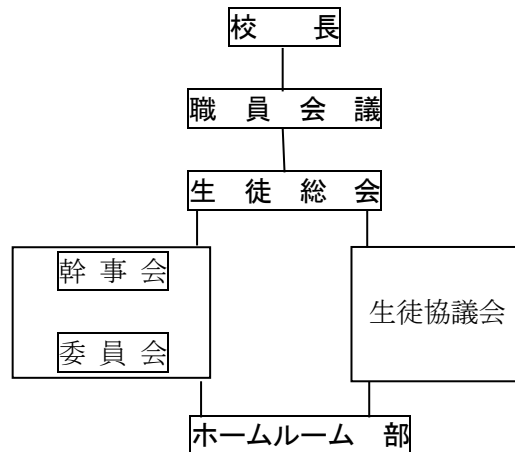 校　　長
職　員　会　議
生　徒　総　会
幹 事 会
生徒協議会
委 員 会
ホームルーム　部